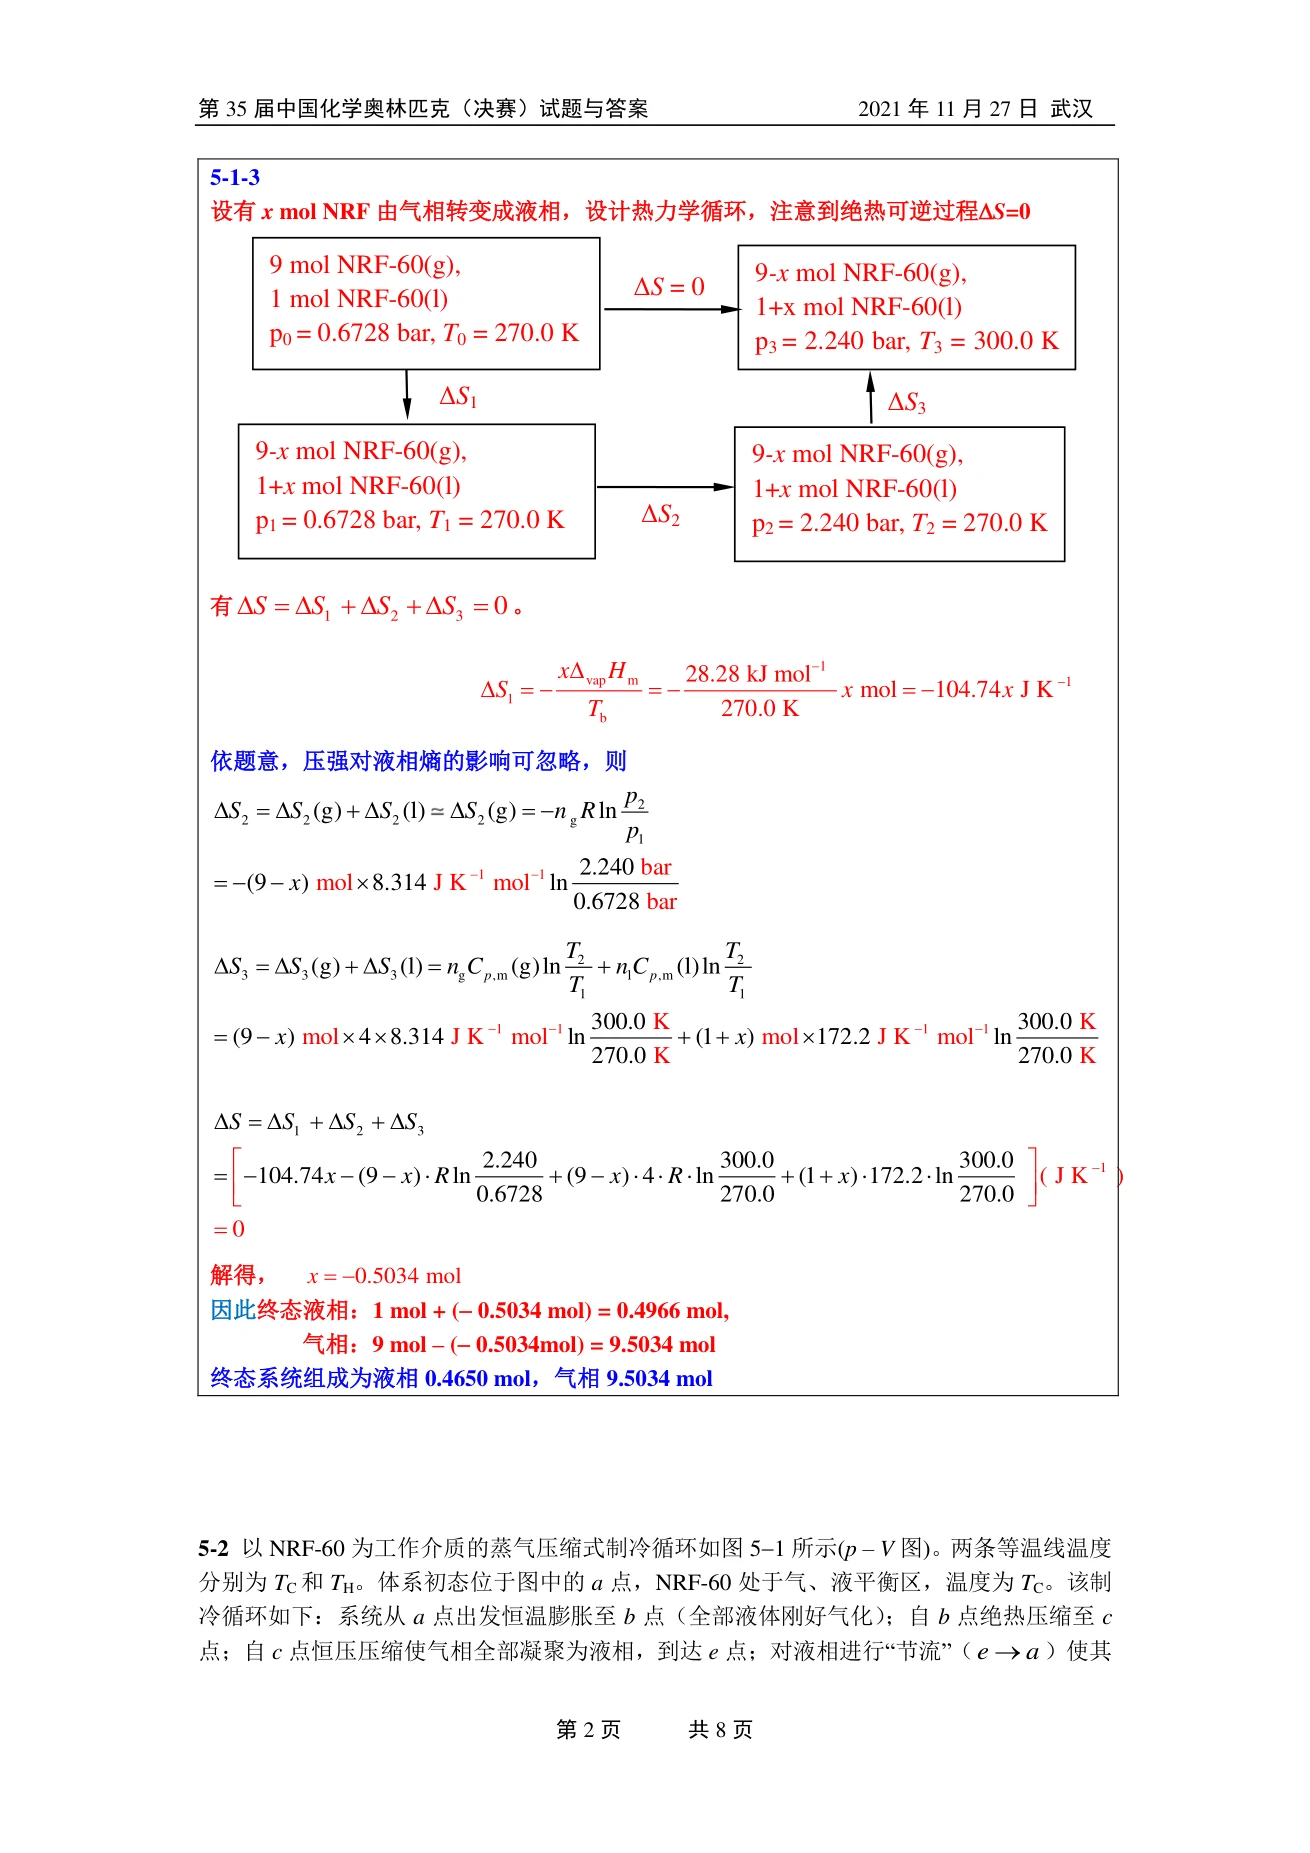 第 35 届中国化学奥林匹克（决赛）试题与答案 2021 年 11 月 27 日 武汉
5-1-3
设有 x mol NRF 由气相转变成液相，设计热力学循环，注意到绝热可逆过程ΔS=0
9 mol NRF-60(g),
1 mol NRF-60(l)
p0 = 0.6728 bar, T0 = 270.0 K
ΔS = 0
9-x mol NRF-60(g),
1+x mol NRF-60(l)
p3 = 2.240 bar, T3 = 300.0 K
ΔS1
ΔS3
9-x mol NRF-60(g),
1+x mol NRF-60(l)
p1 = 0.6728 bar, T1 = 270.0 K
ΔS2
9-x mol NRF-60(g),
1+x mol NRF-60(l)
p2 = 2.240 bar, T2 = 270.0 K
有 ΔS = ΔS1 + ΔS2 + ΔS3 = 0 。
ΔS1 = − xΔvapHm / Tb = − 28.28 kJ mol−1 / 270.0 K x mol = −104.74x J K−1
依题意，压强对液相熵的影响可忽略，则
ΔS2 = ΔS2(g) + ΔS2(l) ≃ ΔS2(g) = −ng R ln p2 / p1
= −(9 − x) mol × 8.314 J K−1 mol−1 ln 2.240 bar / 0.6728 bar
ΔS3 = ΔS3(g) + ΔS3(l) = ngCp,m(g) ln T2 / T1 + nlCp,m(l) ln T2 / T1
= (9 − x) mol × 4 × 8.314 J K−1 mol−1 ln 300.0 K / 270.0 K + (1 + x) mol × 172.2 J K−1 mol−1 ln 300.0 K / 270.0 K
ΔS = ΔS1 + ΔS2 + ΔS3
= [ −104.74x − (9 − x) · R ln 2.240 / 0.6728 + (9 − x) · 4 · R · ln 300.0 / 270.0 + (1 + x) · 172.2 · ln 300.0 / 270.0 ] ( J K−1 )
= 0
解得， x = −0.5034 mol
因此终态液相：1 mol + (– 0.5034 mol) = 0.4966 mol,
气相：9 mol – (– 0.5034mol) = 9.5034 mol
终态系统组成为液相 0.4650 mol，气相 9.5034 mol
5-2 以 NRF-60 为工作介质的蒸气压缩式制冷循环如图 5–1 所示(p – V 图)。两条等温线温度
分别为 TC 和 TH。体系初态位于图中的 a 点，NRF-60 处于气、液平衡区，温度为 TC。该制
冷循环如下：系统从 a 点出发恒温膨胀至 b 点（全部液体刚好气化）；自 b 点绝热压缩至 c
点；自 c 点恒压压缩使气相全部凝聚为液相，到达 e 点；对液相进行“节流”（ e → a ）使其
第 2 页 共 8 页